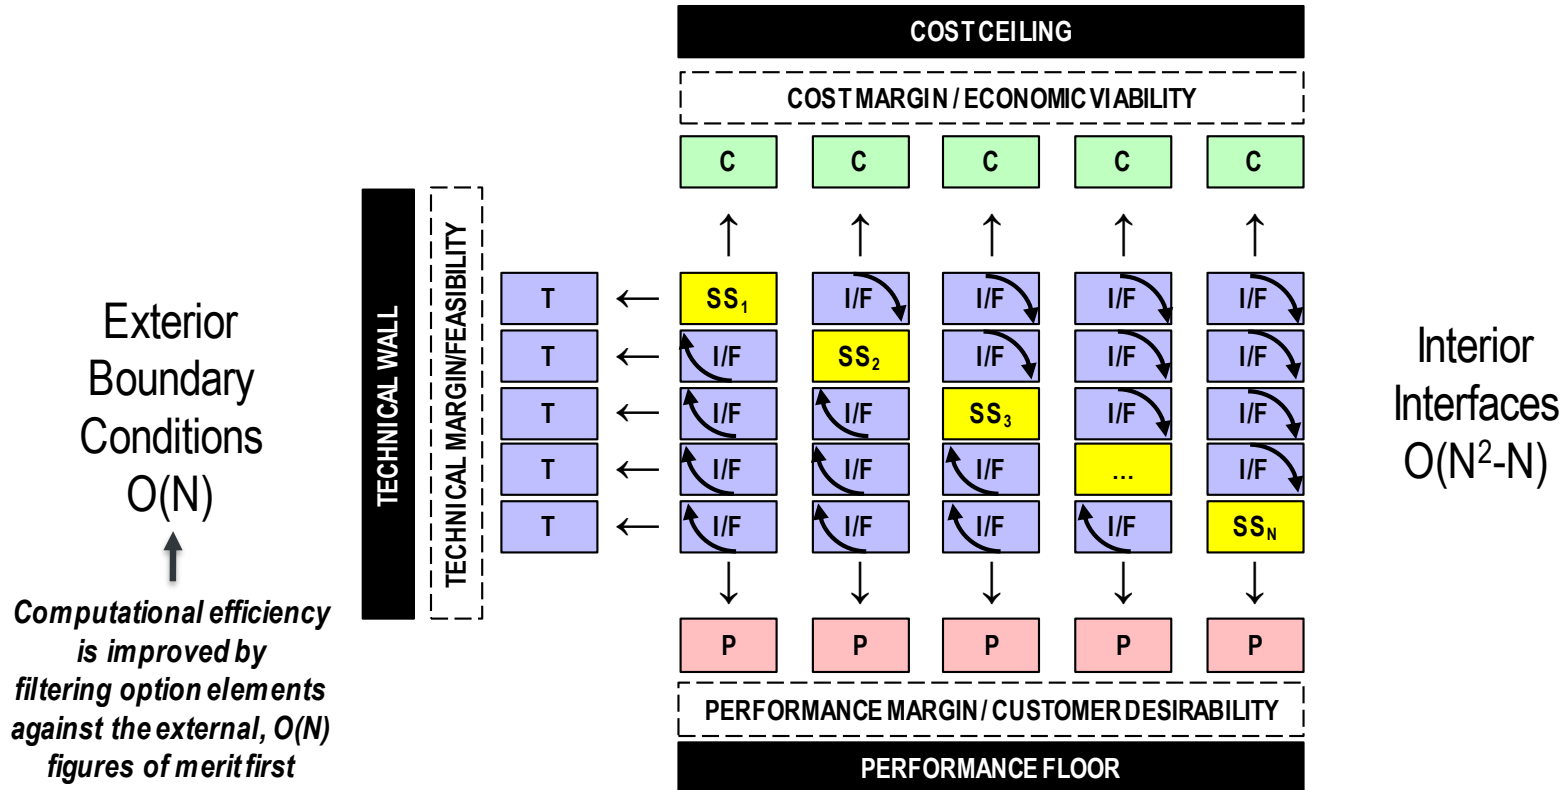 COST CEILING
COST MARGIN / ECONOMIC VIABILITY
C C C C C
TECHNICAL WALL
TECHNICAL MARGIN/FEASIBILITY
T ← SS₁ I/F I/F I/F I/F
T ← I/F SS₂ I/F I/F I/F
T ← I/F I/F SS₃ I/F I/F
T ← I/F I/F I/F ... I/F
T ← I/F I/F I/F I/F SSN
P P P P P
PERFORMANCE MARGIN / CUSTOMER DESIRABILITY
PERFORMANCE FLOOR
Exterior
Boundary
Conditions
O(N)
Computational efficiency
is improved by
filtering option elements
against the external, O(N)
figures of merit first
Interior
Interfaces
O(N²-N)